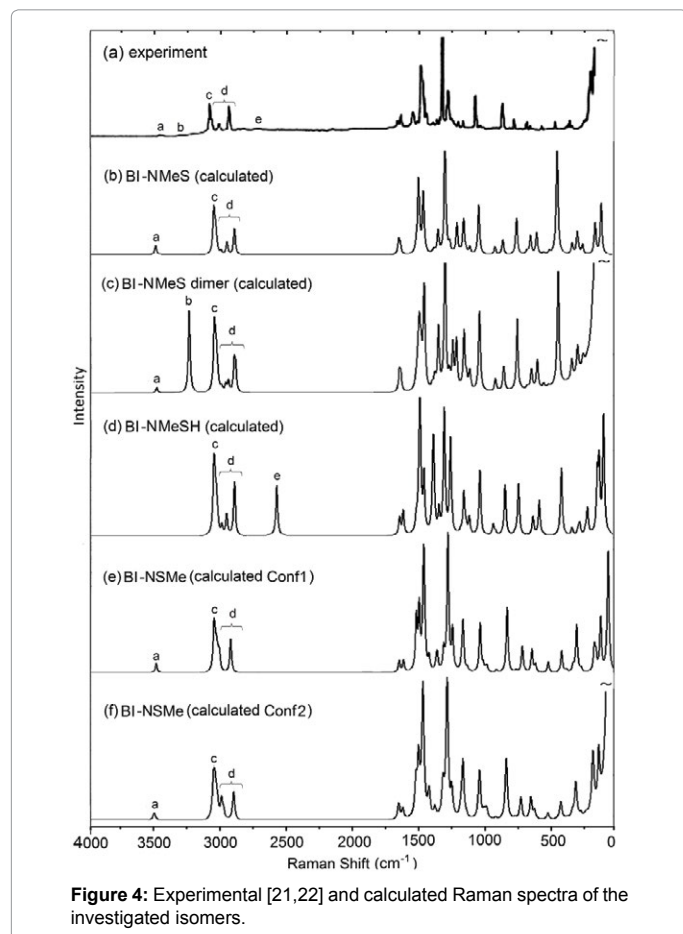 (a) experiment
c
d
a
b
e
(b) BI-NMeS (calculated)
c
d
a
(c) BI-NMeS dimer (calculated)
b
c
d
a
(d) BI-NMeSH (calculated)
c
d
e
(e) BI-NSMe (calculated Conf1)
c
d
a
(f) BI-NSMe (calculated Conf2)
c
d
a
Intensity
4000 3500 3000 2500 2000 1500 1000 500 0
Raman Shift (cm⁻¹)
Figure 4: Experimental [21,22] and calculated Raman spectra of the
investigated isomers.